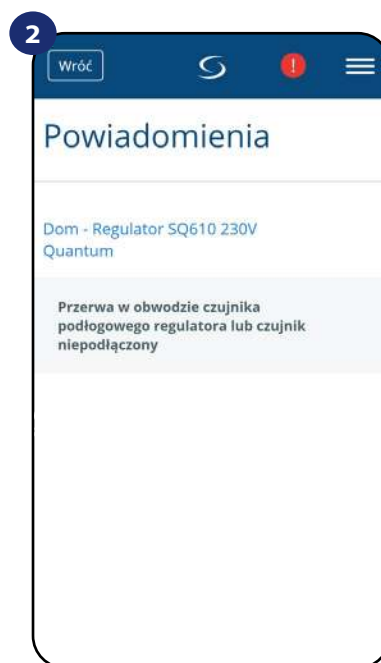 2
Wróć
Powiadomienia
Dom - Regulator SQ610 230V
Quantum
Przerwa w obwodzie czujnika
podłogowego regulatora lub czujnik
niepodłączony